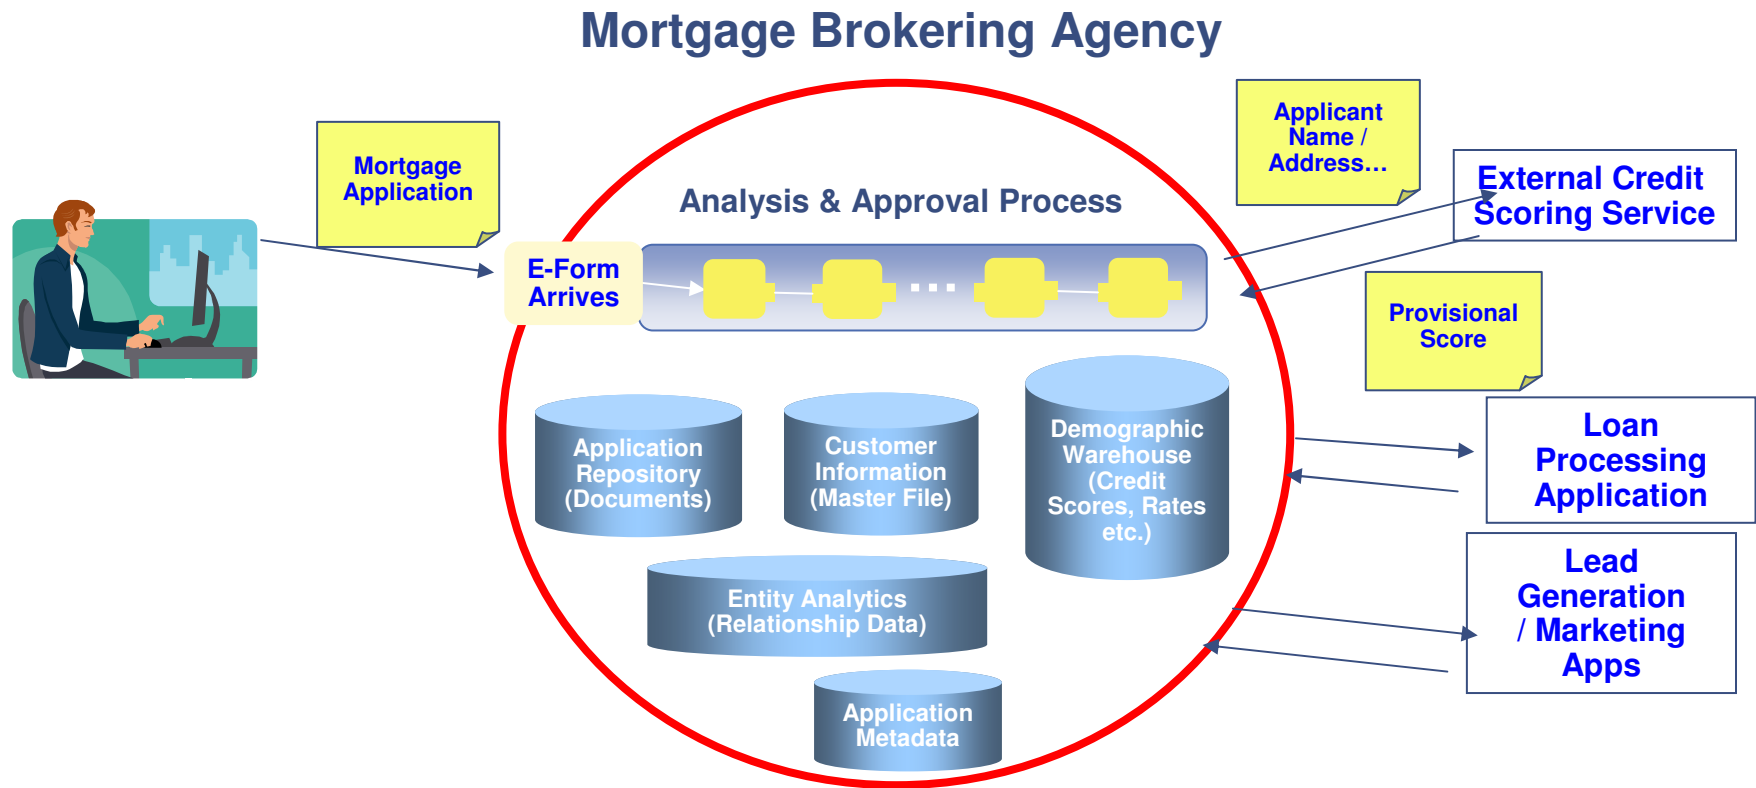 Mortgage Brokering Agency
Mortgage
Application
Applicant
Name /
Address...
External Credit
Scoring Service
Analysis & Approval Process
E-Form
Arrives
...
Provisional
Score
Application
Repository
(Documents)
Customer
Information
(Master File)
Demographic
Warehouse
(Credit
Scores, Rates
etc.)
Loan
Processing
Application
Entity Analytics
(Relationship Data)
Lead
Generation
/ Marketing
Apps
Application
Metadata